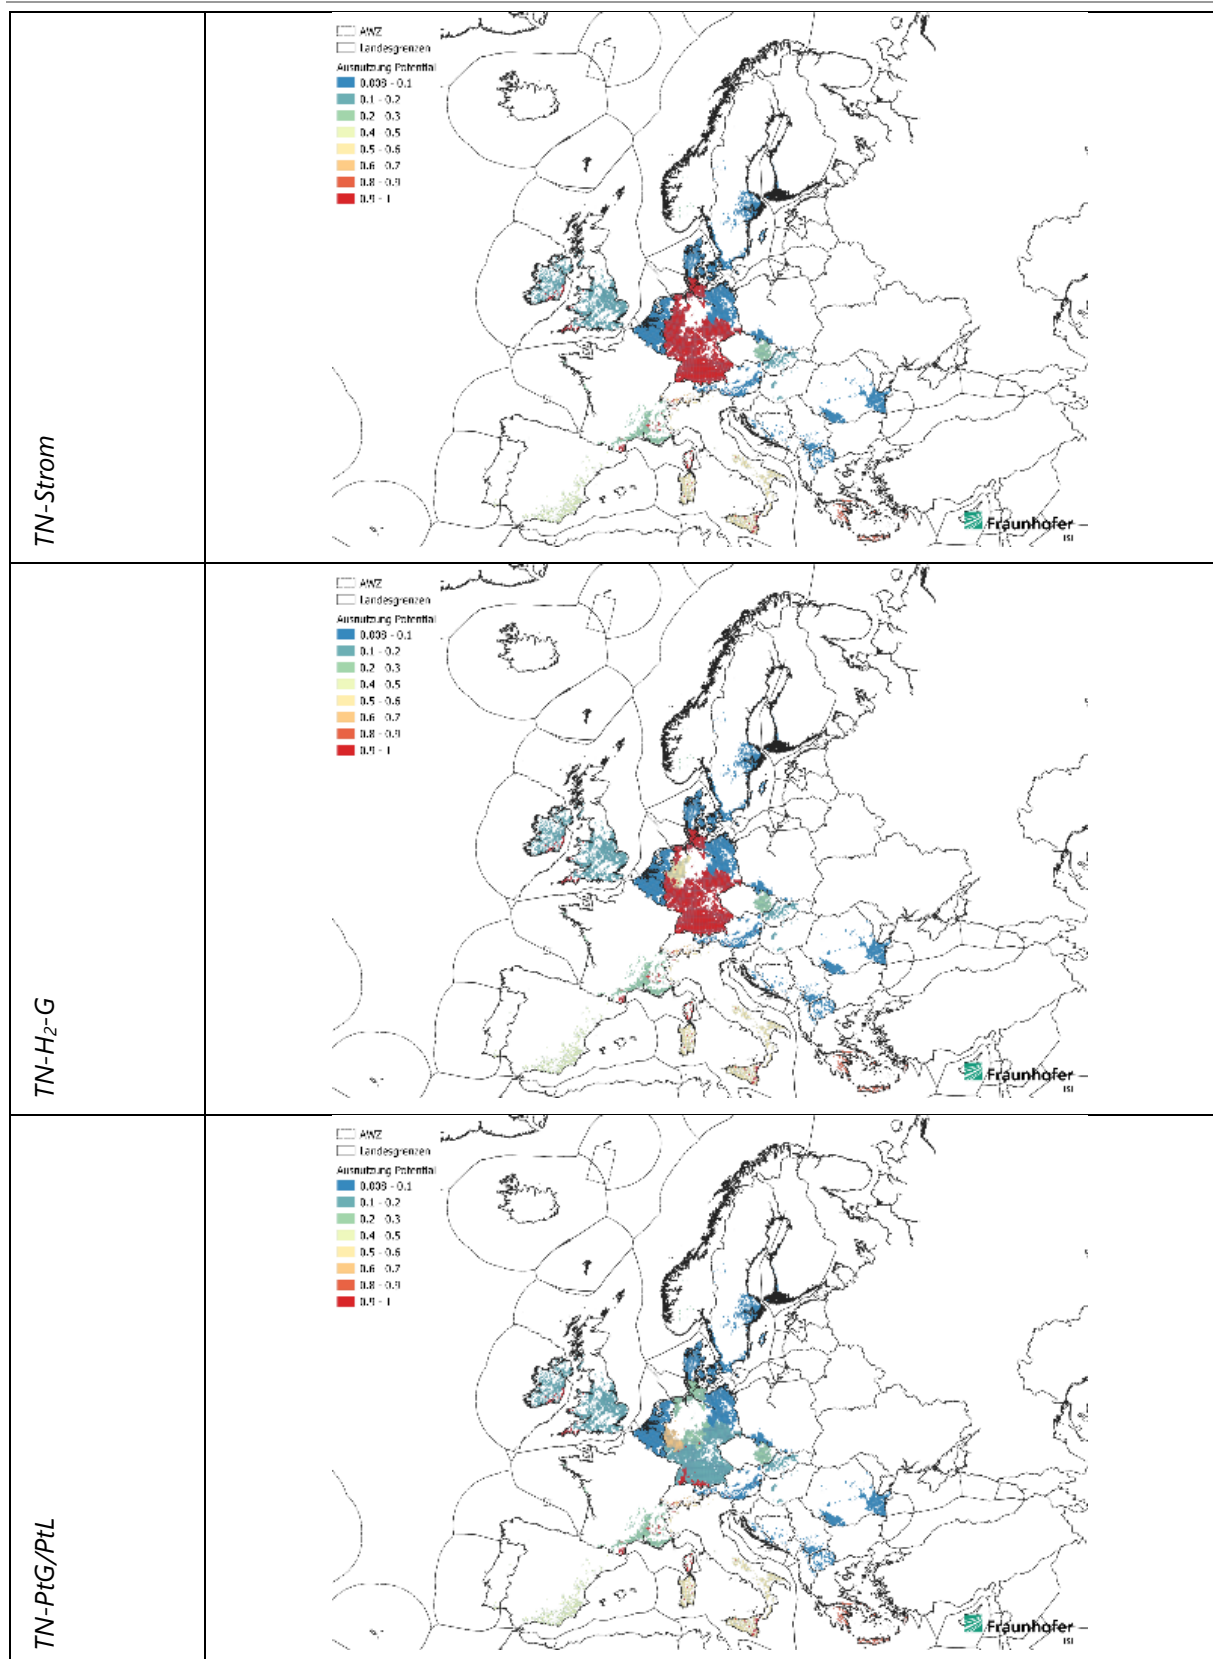 TN-Strom
AWZ
Landesgrenzen
Ausnutzung Potential
0.008 - 0.1
0.1 - 0.2
0.2 - 0.3
0.4 - 0.5
0.5 - 0.6
0.6 - 0.7
0.8 - 0.9
0.9 - 1
Fraunhofer
ISI
TN-H₂-G
AWZ
Landesgrenzen
Ausnutzung Potential
0.008 - 0.1
0.1 - 0.2
0.2 - 0.3
0.4 - 0.5
0.5 - 0.6
0.6 - 0.7
0.8 - 0.9
0.9 - 1
Fraunhofer
ISI
TN-PtG/PtL
AWZ
Landesgrenzen
Ausnutzung Potential
0.008 - 0.1
0.1 - 0.2
0.2 - 0.3
0.4 - 0.5
0.5 - 0.6
0.6 - 0.7
0.8 - 0.9
0.9 - 1
Fraunhofer
ISI